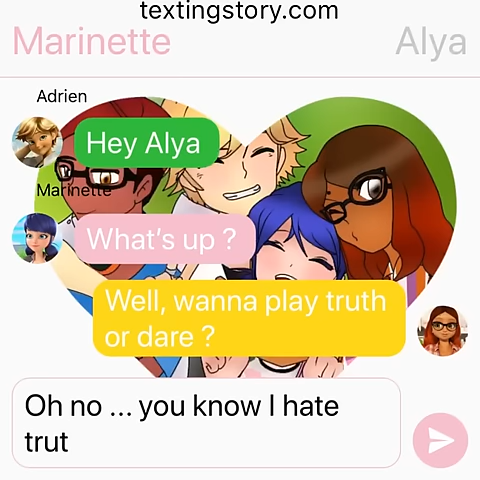 textingstory.com
Marinette
Alya
Adrien
Hey Alya
Marinette
What's up ?
Well, wanna play truth
or dare ?
Oh no ... you know I hate
trut